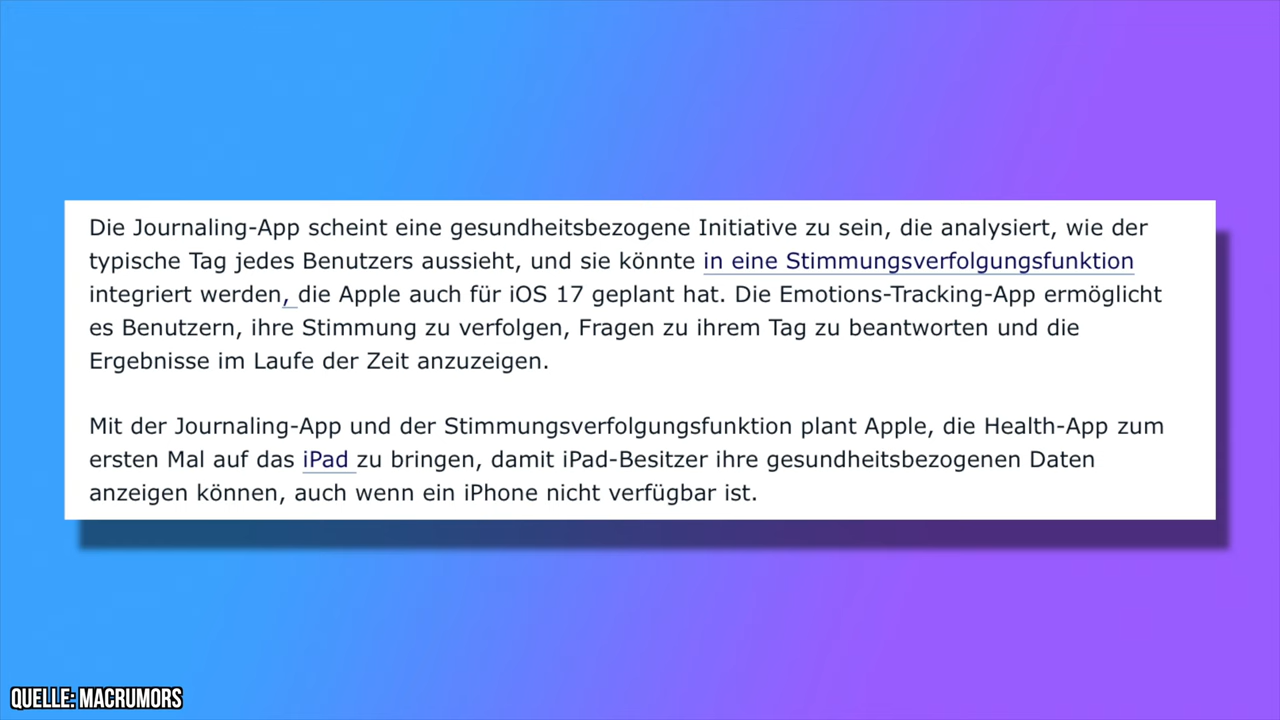 Die Journaling-App scheint eine gesundheitsbezogene Initiative zu sein, die analysiert, wie der
typische Tag jedes Benutzers aussieht, und sie könnte in eine Stimmungsverfolgungsfunktion
integriert werden, die Apple auch für iOS 17 geplant hat. Die Emotions-Tracking-App ermöglicht
es Benutzern, ihre Stimmung zu verfolgen, Fragen zu ihrem Tag zu beantworten und die
Ergebnisse im Laufe der Zeit anzuzeigen.
Mit der Journaling-App und der Stimmungsverfolgungsfunktion plant Apple, die Health-App zum
ersten Mal auf das iPad zu bringen, damit iPad-Besitzer ihre gesundheitsbezogenen Daten
anzeigen können, auch wenn ein iPhone nicht verfügbar ist.
QUELLE: MACRUMORS